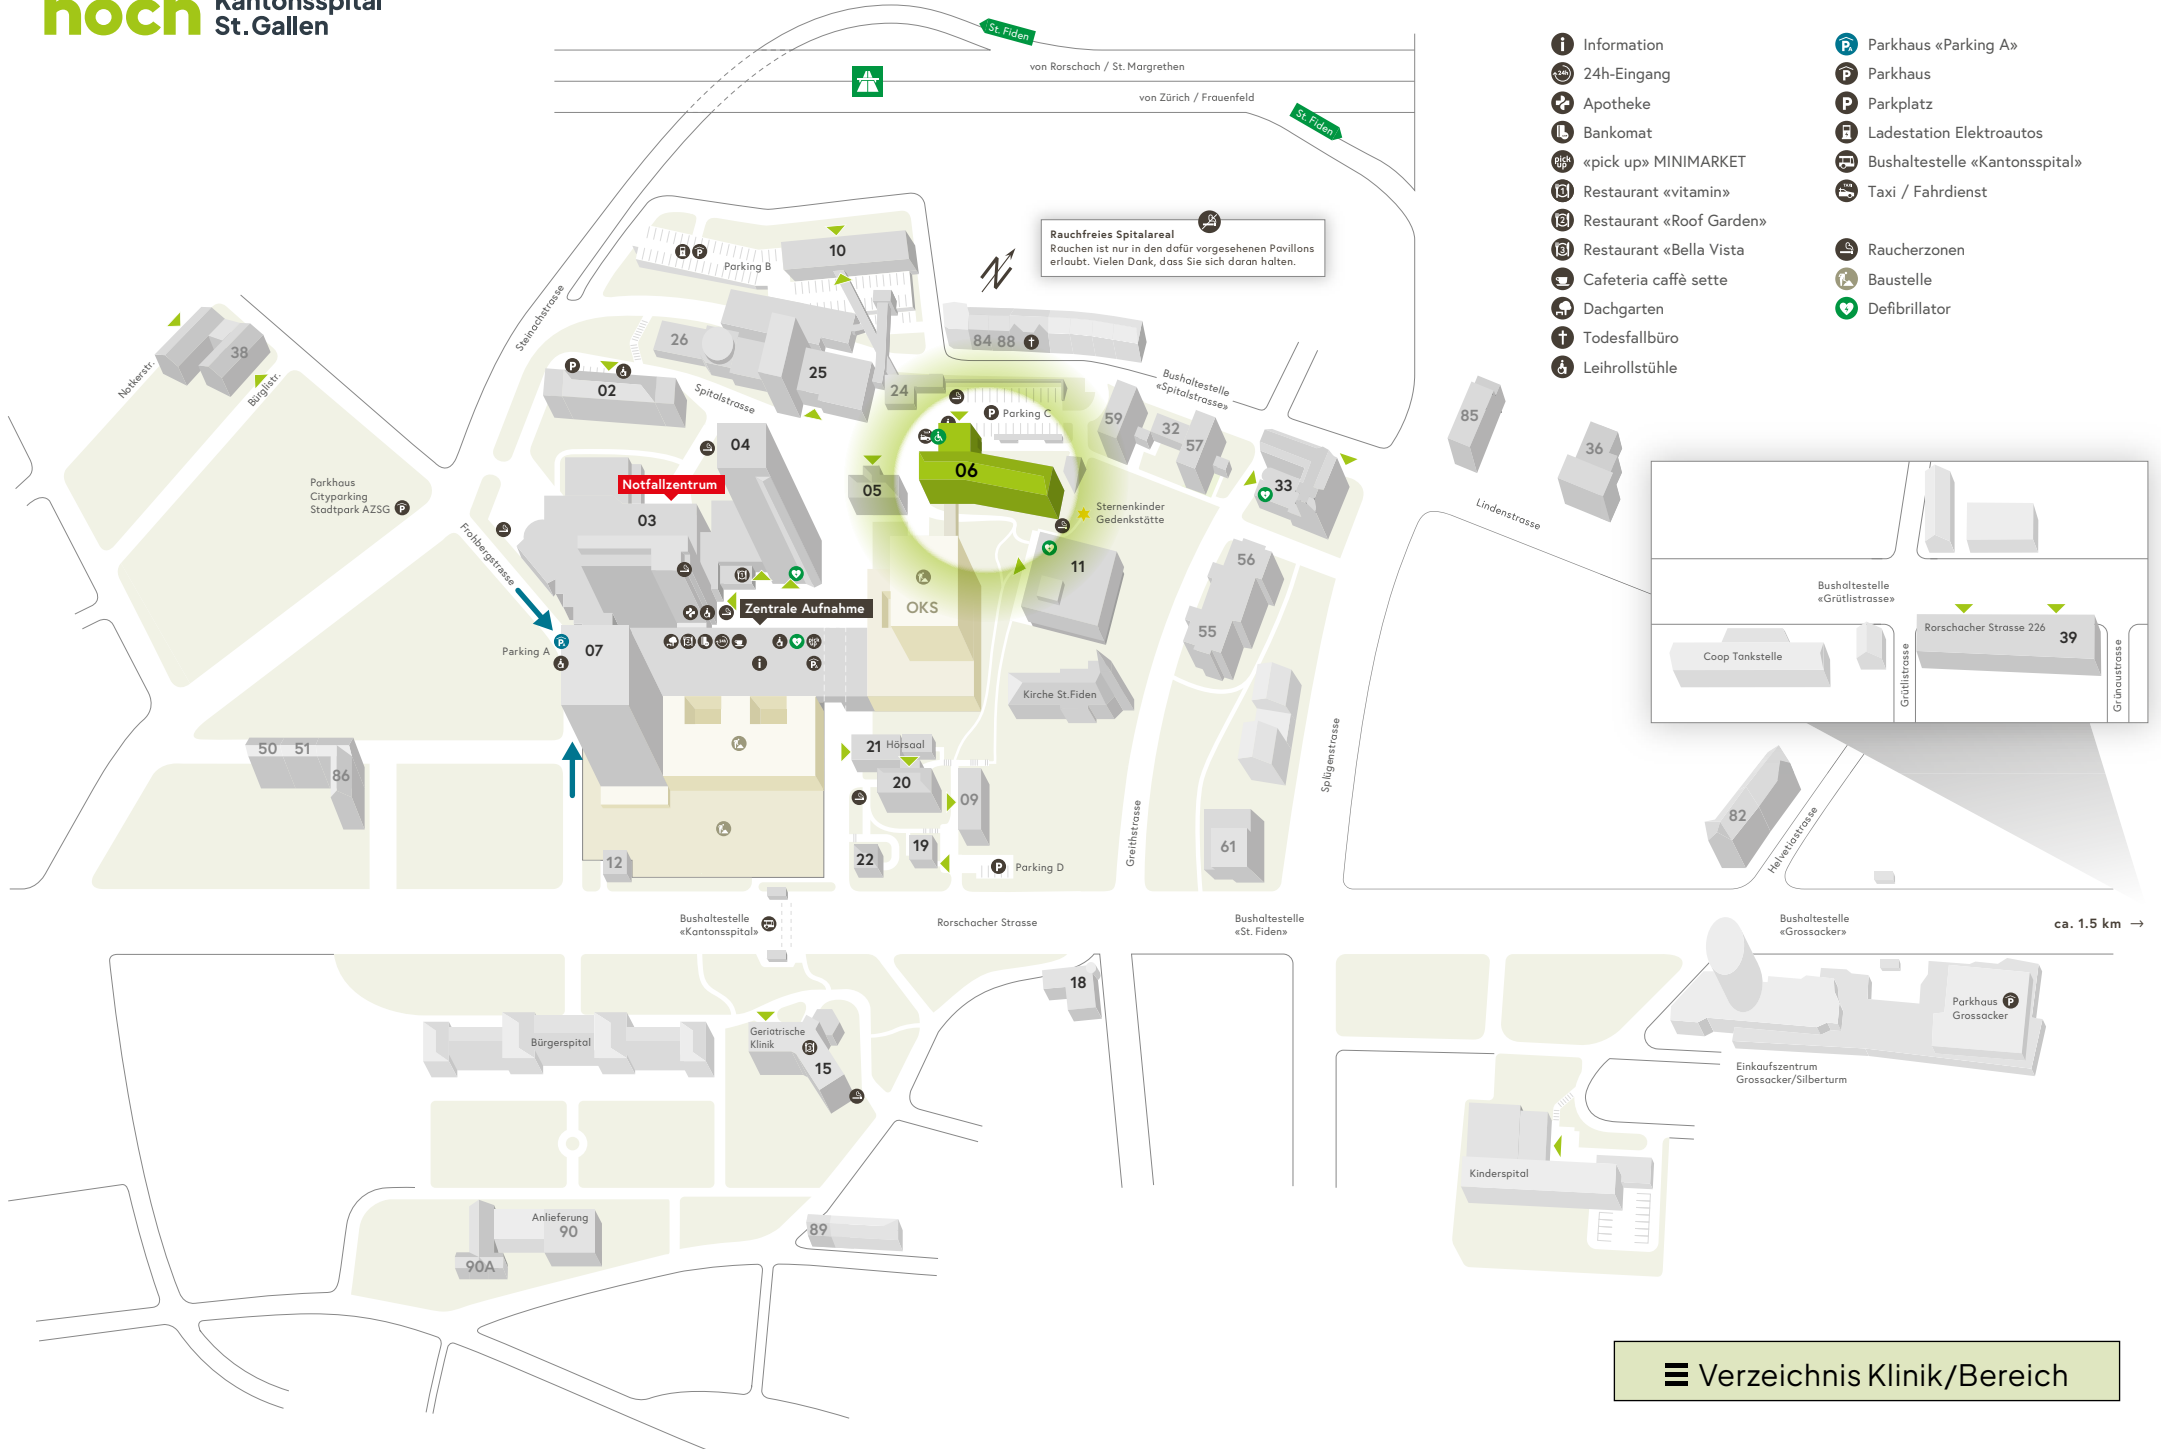 noch Kantonsspital
St.Gallen
St. Fiden
von Rorschach / St. Margrethen
von Zürich / Frauenfeld
St. Fiden
Information
24h-Eingang
Apotheke
Bankomat
«pick up» MINIMARKET
Restaurant «vitamin»
Restaurant «Roof Garden»
Restaurant «Bella Vista
Cafeteria caffè sette
Dachgarten
Todesfallbüro
Leihrollstühle
Parkhaus «Parking A»
Parkhaus
Parkplatz
Ladestation Elektroautos
Bushaltestelle «Kantonsspital»
Taxi / Fahrdienst
Raucherzonen
Baustelle
Defibrillator
Rauchfreies Spitalareal
Rauchen ist nur in den dafür vorgesehenen Pavillons
erlaubt. Vielen Dank, dass Sie sich daran halten.
N
10
Parking B
Steinachstrasse
26
84 88
38
Notkerstr.
Bürglistr.
02
25
24
Spitalstrasse
Bushaltestelle
«Spitalstrasse»
Parking C
59
32
57
85
36
04
06
05
33
Notfallzentrum
03
Parkhaus
Cityparking
Stadtpark AZSG
Sternenkinder
Gedenkstätte
Lindenstrasse
Frohbergstrasse
11
56
55
OKS
Zentrale Aufnahme
Parking A
07
Kirche St.Fiden
Bushaltestelle
«Grütlistrasse»
Rorschacher Strasse 226
39
Coop Tankstelle
Grütlistrasse
Grünaustrasse
50 51
86
21 Hörsaal
20
09
Splügenstrasse
Greithstrasse
12
22
19
Parking D
61
82
Helvetiastrasse
Bushaltestelle
«Kantonsspital»
Rorschacher Strasse
Bushaltestelle
«St. Fiden»
Bushaltestelle
«Grossacker»
ca. 1.5 km →
18
Bürgerspital
Geriatrische
Klinik
15
Parkhaus
Grossacker
Einkaufszentrum
Grossacker/Silberturm
Kinderspital
Anlieferung
90
90A
89
Verzeichnis Klinik/Bereich